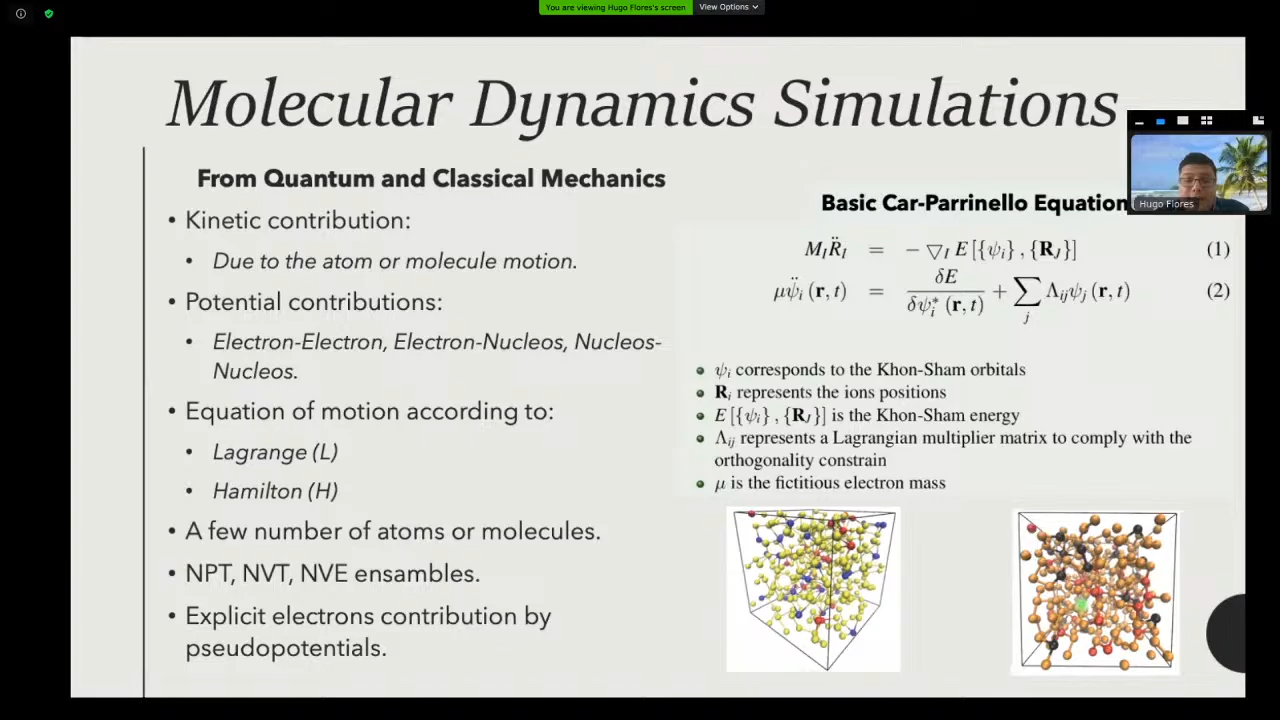 You are viewing Hugo Flores's screen
View Options
Molecular Dynamics Simulations
From Quantum and Classical Mechanics
• Kinetic contribution:
• Due to the atom or molecule motion.
• Potential contributions:
• Electron-Electron, Electron-Nucleos, Nucleos-
Nucleos.
• Equation of motion according to:
• Lagrange (L)
• Hamilton (H)
• A few number of atoms or molecules.
• NPT, NVT, NVE ensambles.
• Explicit electrons contribution by
pseudopotentials.
Basic Car-Parrinello Equation
M_I R̈_I = − ▽_I E [{ψ_i} , {R_J}] (1)
μψ̈_i (r, t) = δE / δψ_i^* (r, t) + ∑_j Λ_ij ψ_j (r, t) (2)
ψ_i corresponds to the Khon-Sham orbitals
R_i represents the ions positions
E [{ψ_i} , {R_J}] is the Khon-Sham energy
Λ_ij represents a Lagrangian multiplier matrix to comply with the
orthogonality constrain
μ is the fictitious electron mass
Hugo Flores